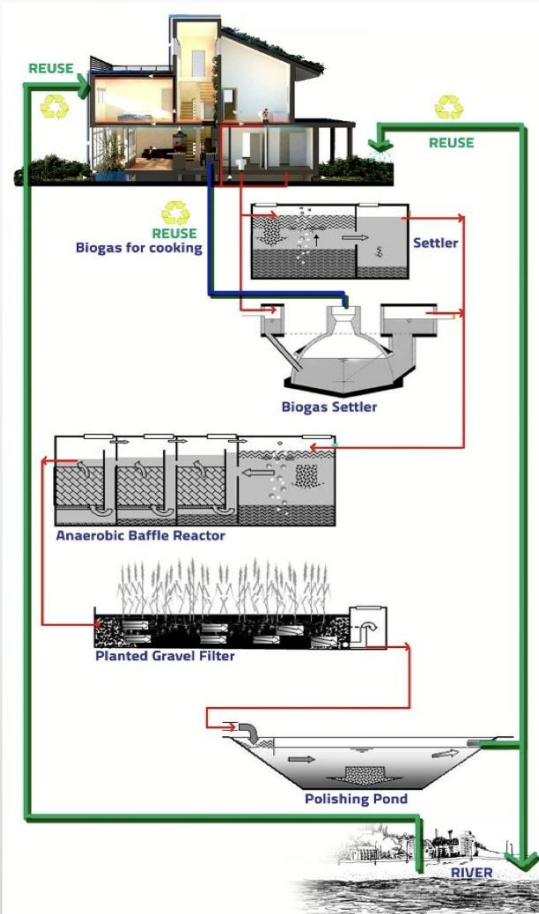 REUSE
REUSE
REUSE
Biogas for cooking
Settler
Biogas Settler
Anaerobic Baffle Reactor
Planted Gravel Filter
Polishing Pond
RIVER